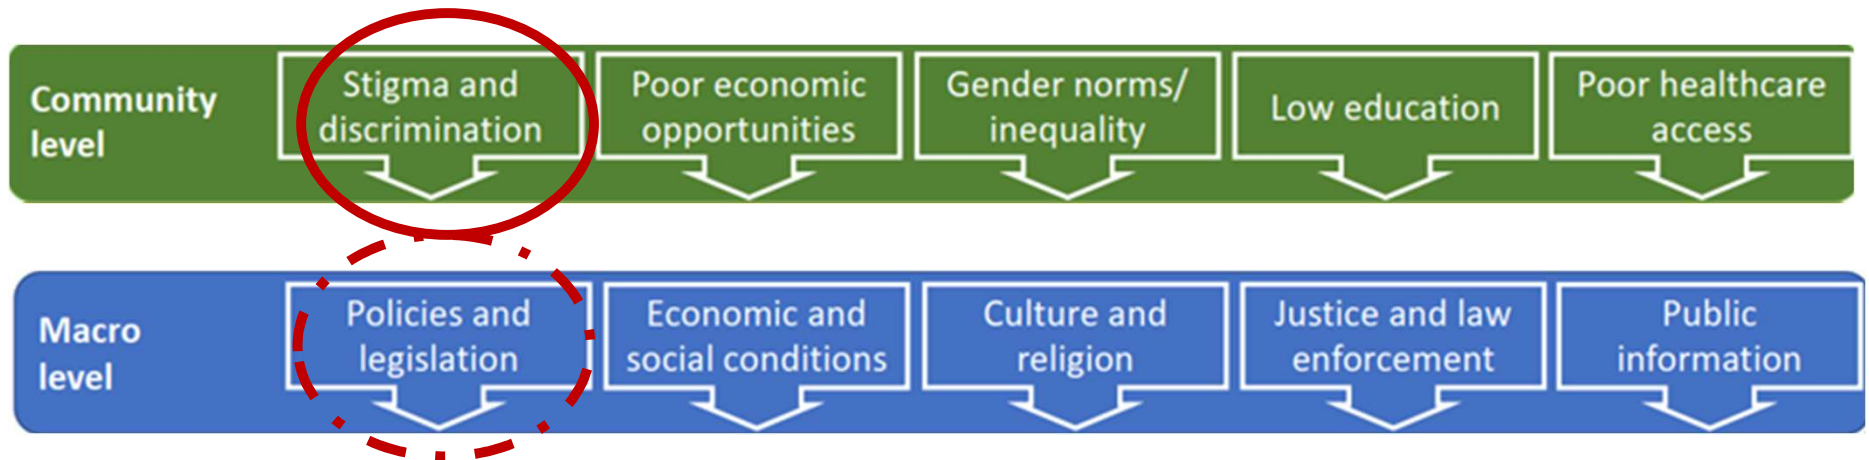 Community
level
Stigma and
discrimination
Poor economic
opportunities
Gender norms/
inequality
Low education
Poor healthcare
access
Macro
level
Policies and
legislation
Economic and
social conditions
Culture and
religion
Justice and law
enforcement
Public
information